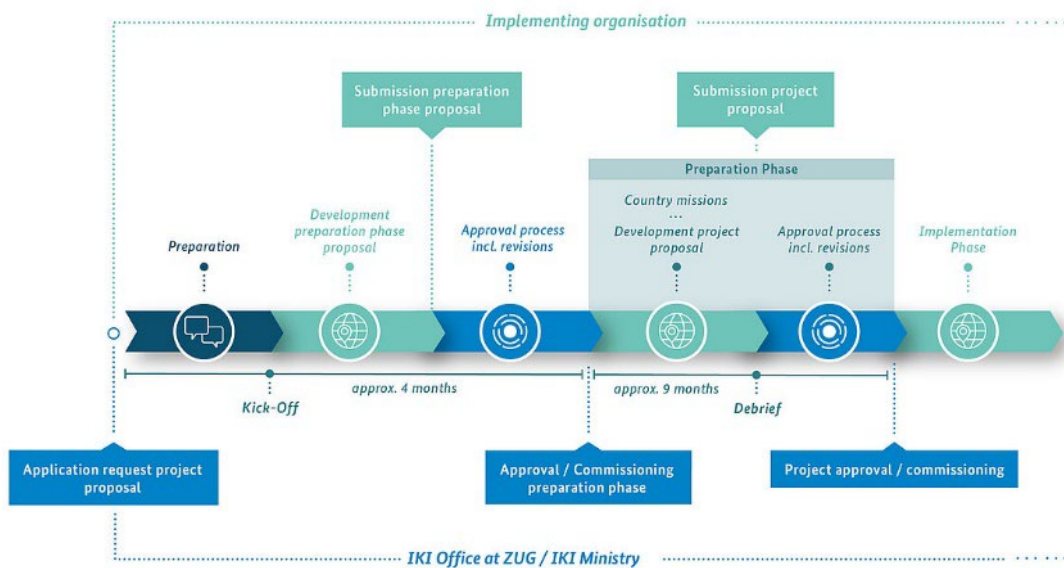 Implementing organisation
Submission preparation
phase proposal
Submission project
proposal
Preparation Phase
Country missions
...
Development project
proposal
Development
preparation phase
proposal
Preparation
Approval process
incl. revisions
Approval process
incl. revisions
Implementation
Phase
approx. 4 months
approx. 9 months
Kick-Off
Debrief
Application request project
proposal
Approval / Commissioning
preparation phase
Project approval / commissioning
IKI Office at ZUG / IKI Ministry